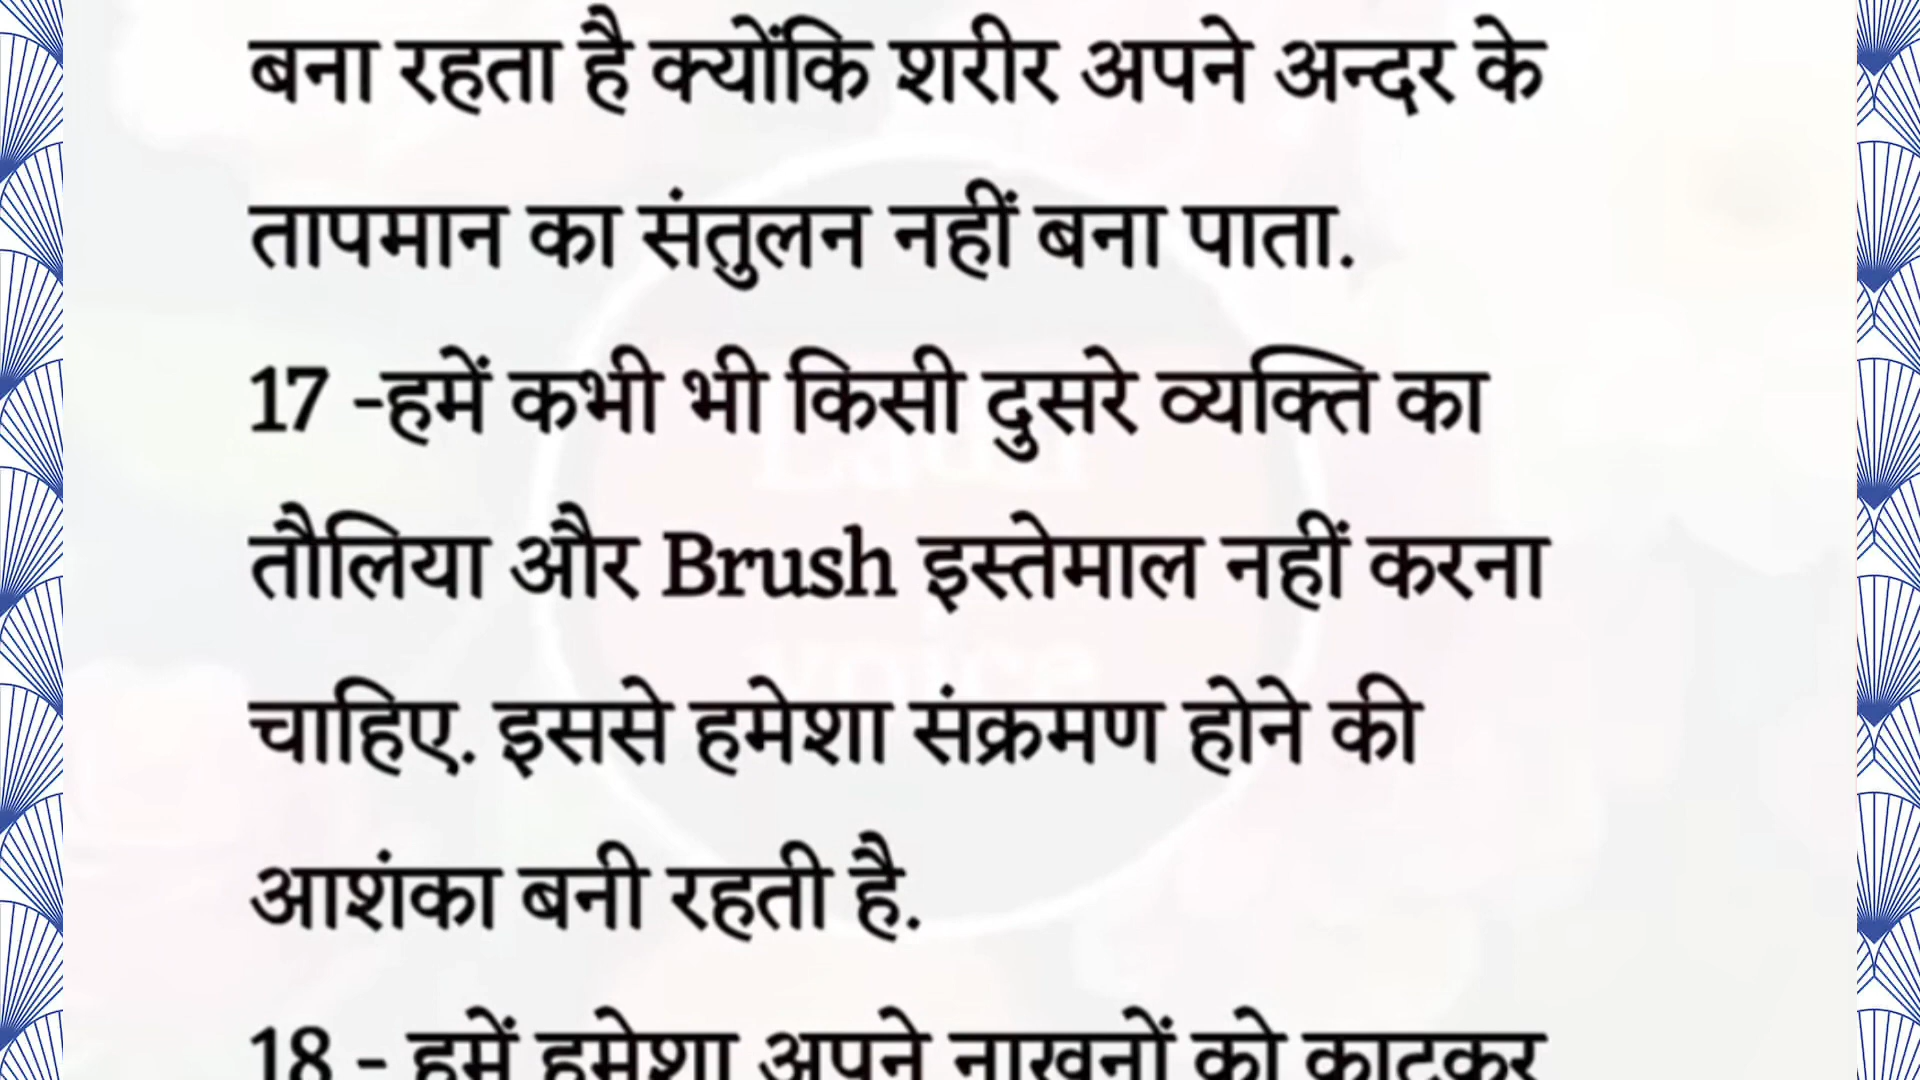 बना रहता है क्योंकि शरीर अपने अन्दर के
तापमान का संतुलन नहीं बना पाता.
17 -हमें कभी भी किसी दुसरे व्यक्ति का
तौलिया और Brush इस्तेमाल नहीं करना
चाहिए. इससे हमेशा संक्रमण होने की
आशंका बनी रहती है.
18 - हमें हमेशा अपने नाखूनों को काटकर